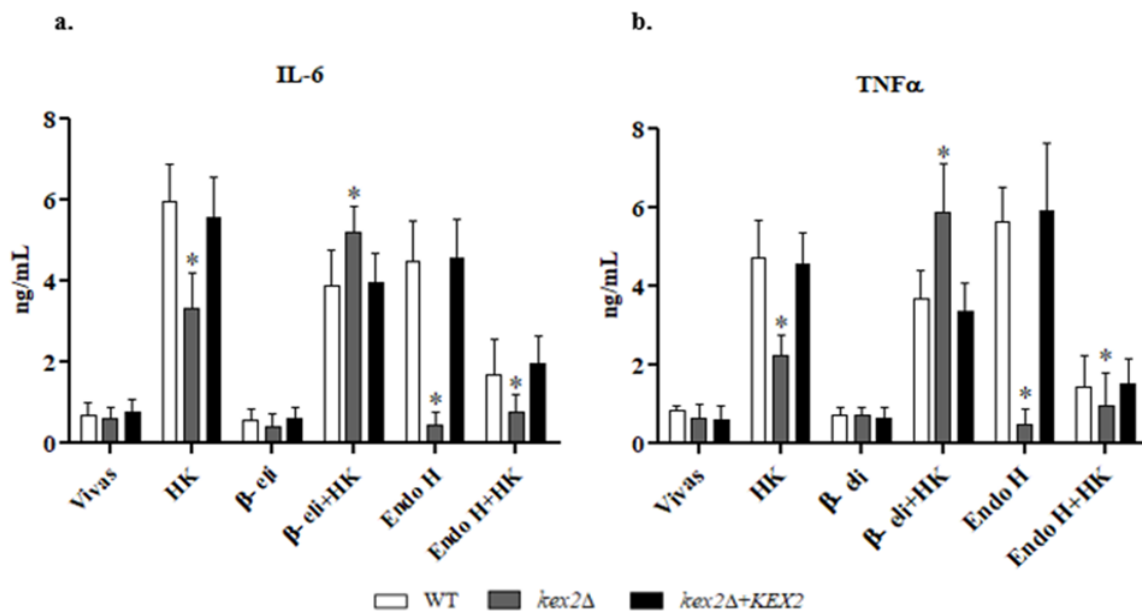 a.
IL-6
ng/mL
8
6
4
2
0
*
*
*
*
Vivas
HK
β- eli
β- eli+HK
Endo H
Endo H+HK
b.
TNFα
ng/mL
8
6
4
2
0
*
*
*
*
Vivas
HK
β- eli
β- eli+HK
Endo H
Endo H+HK
WT kex2Δ kex2Δ+KEX2